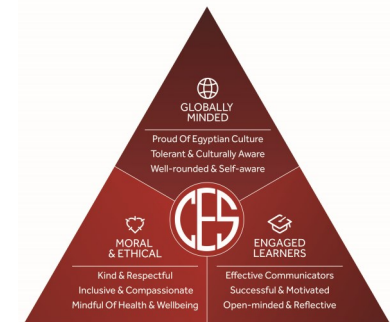 GLOBALLY
MINDED
Proud Of Egyptian Culture
Tolerant & Culturally Aware
Well-rounded & Self-aware
CES
MORAL
& ETHICAL
Kind & Respectful
Inclusive & Compassionate
Mindful Of Health & Wellbeing
ENGAGED
LEARNERS
Effective Communicators
Successful & Motivated
Open-minded & Reflective